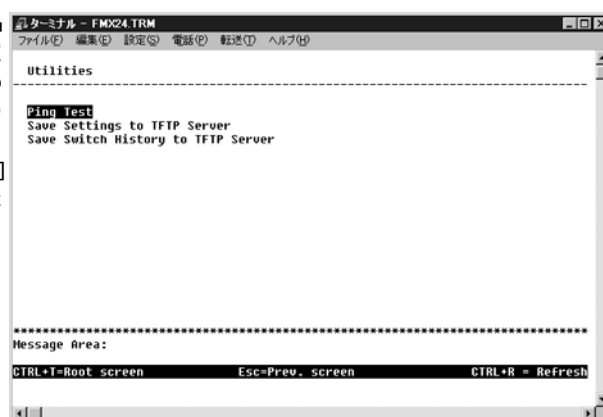 ターミナル - FMX24.TRM
ファイル(F) 編集(E) 設定(S) 電話(P) 転送(T) ヘルプ(H)
Utilities
--------------------------------------------------------------------------------
Ping Test
Save Settings to TFTP Server
Save Switch History to TFTP Server
********************************************************************************
Message Area:
CTRL+T=Root screen Esc=Prev. screen CTRL+R = Refresh